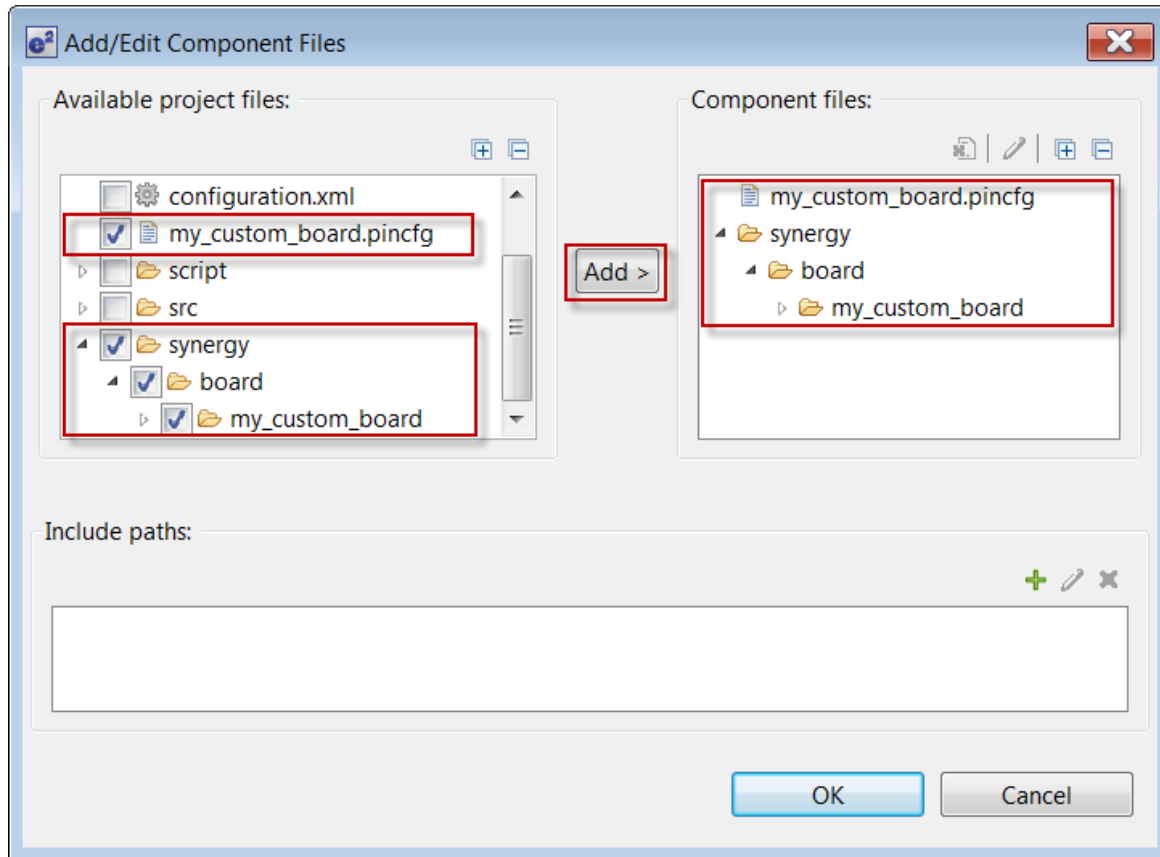 e² Add/Edit Component Files
Available project files:
configuration.xml
my_custom_board.pincfg
script
src
synergy
board
my_custom_board
Add >
Component files:
my_custom_board.pincfg
synergy
board
my_custom_board
Include paths:
OK
Cancel